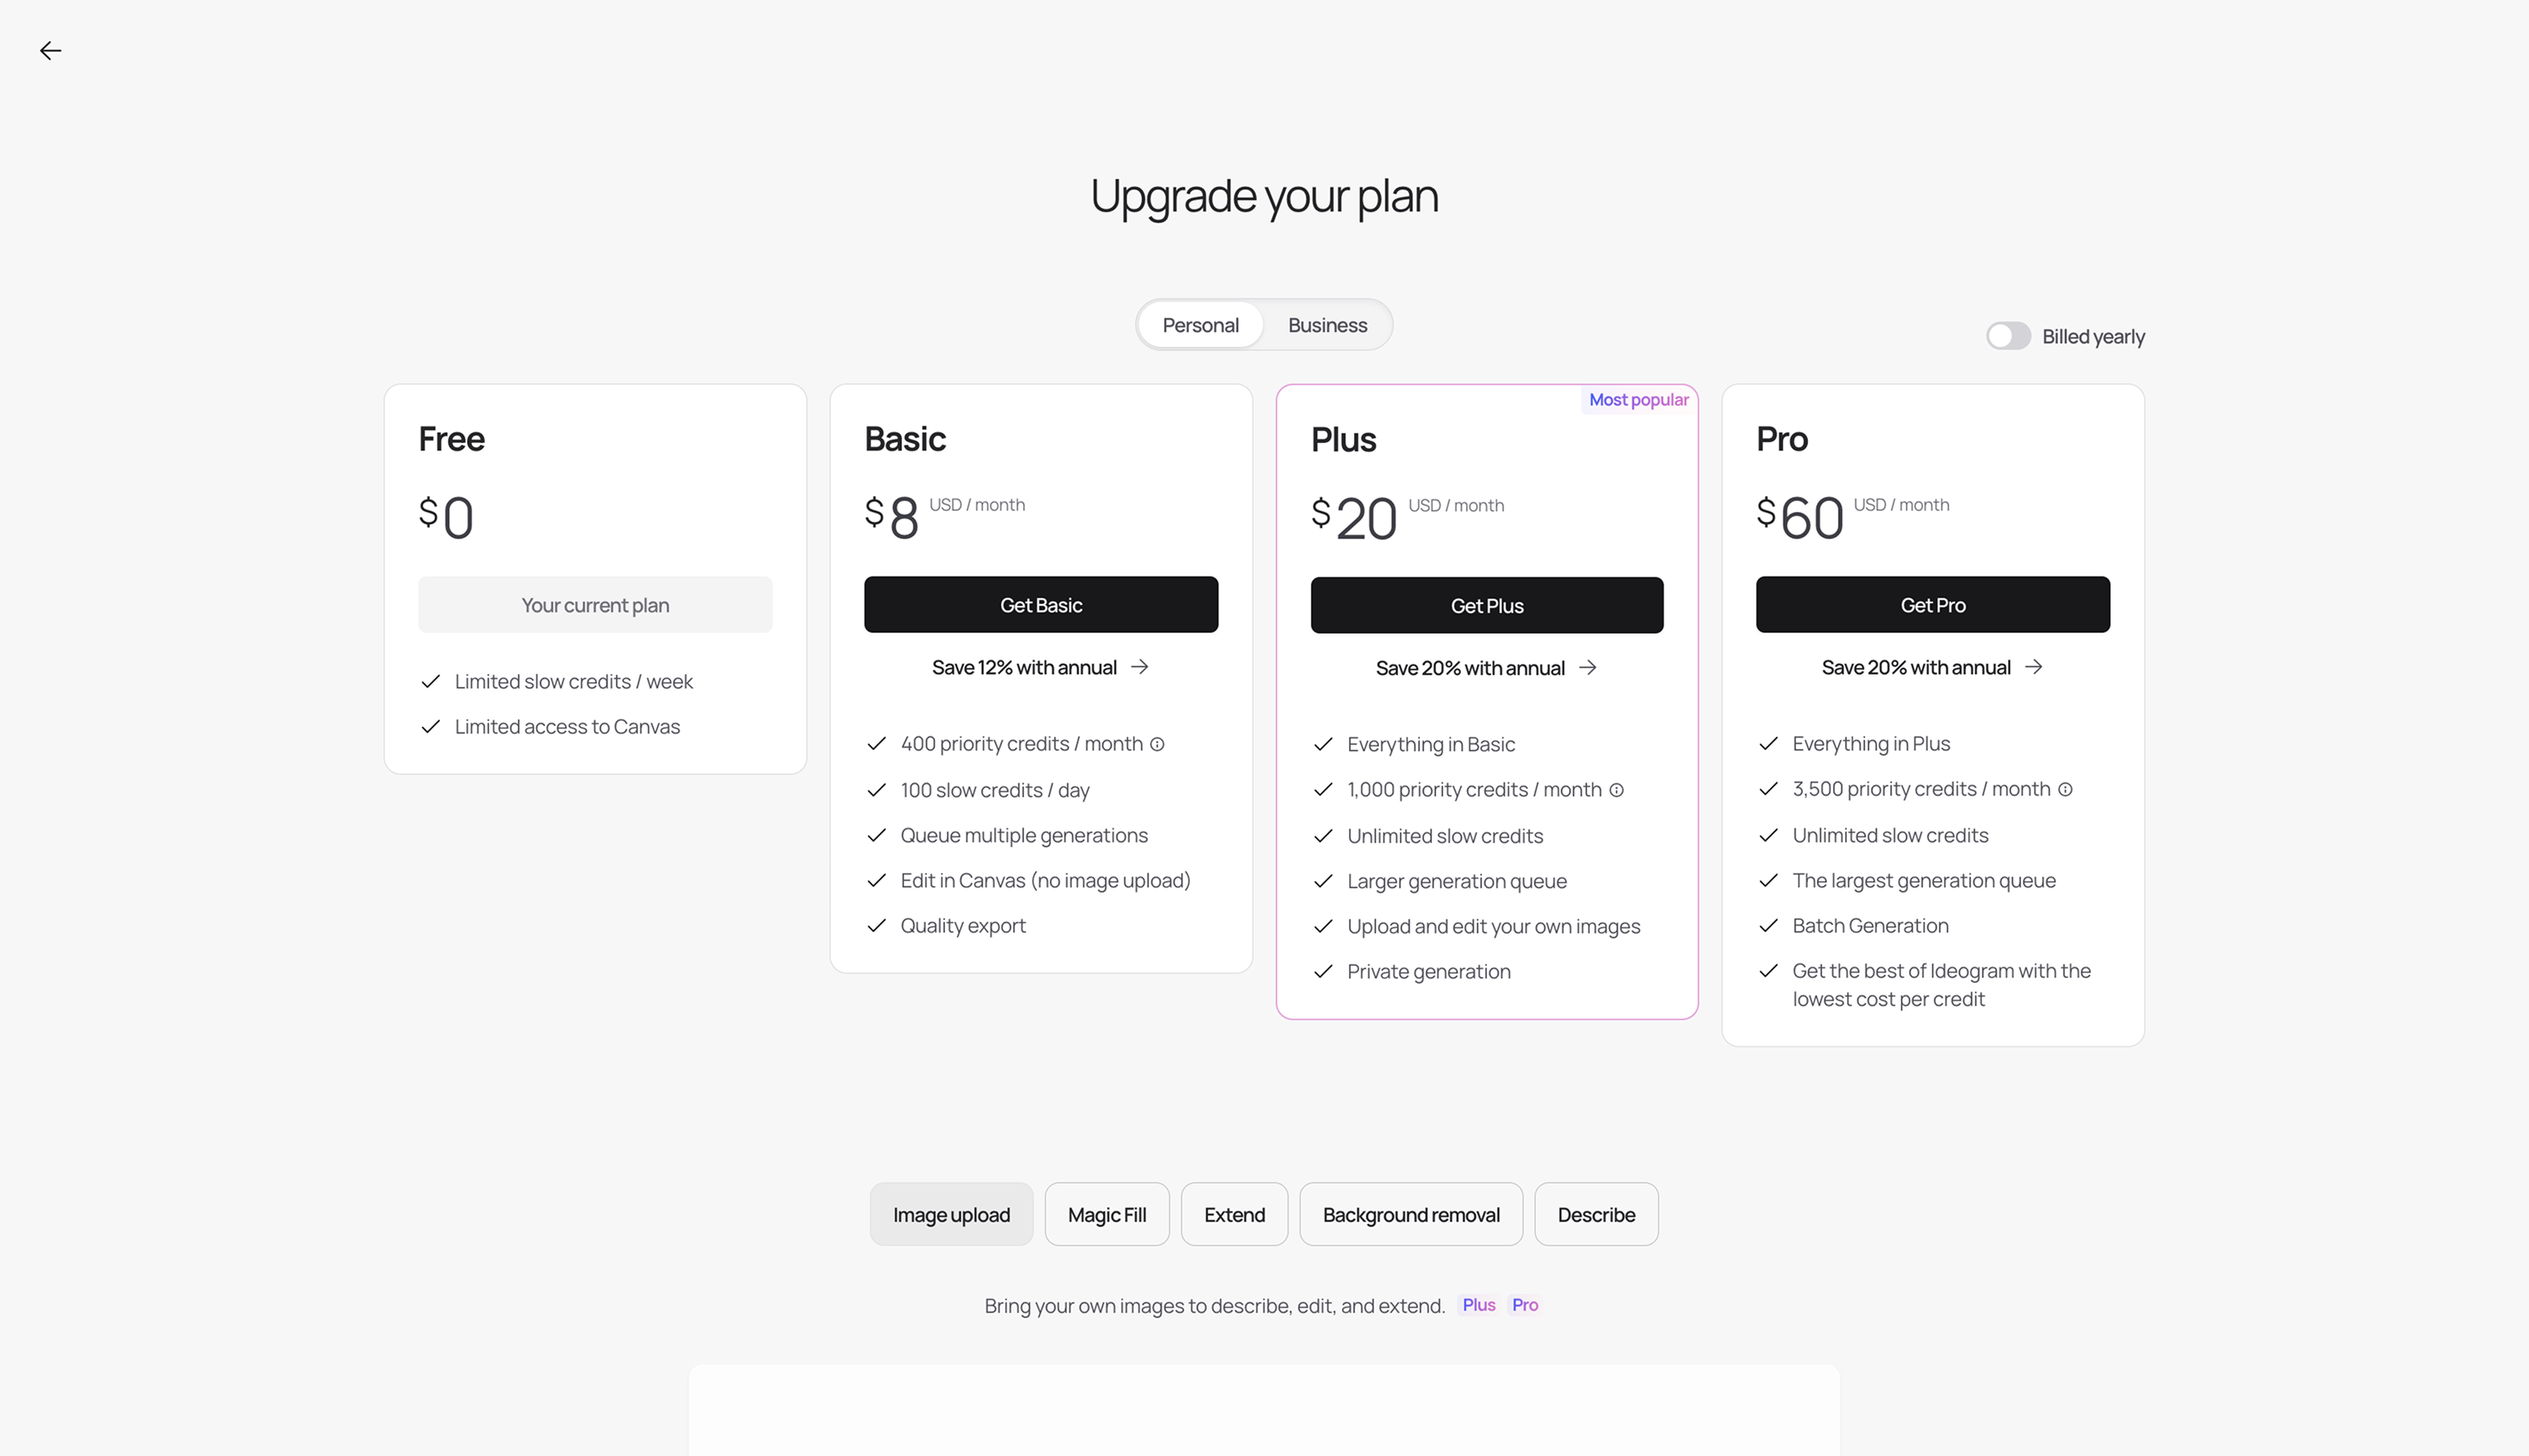 Upgrade your plan
Personal
Business
Billed yearly
Free
$0
Your current plan
Limited slow credits / week
Limited access to Canvas
Basic
$8 USD / month
Get Basic
Save 12% with annual
400 priority credits / month
100 slow credits / day
Queue multiple generations
Edit in Canvas (no image upload)
Quality export
Most popular
Plus
$20 USD / month
Get Plus
Save 20% with annual
Everything in Basic
1,000 priority credits / month
Unlimited slow credits
Larger generation queue
Upload and edit your own images
Private generation
Pro
$60 USD / month
Get Pro
Save 20% with annual
Everything in Plus
3,500 priority credits / month
Unlimited slow credits
The largest generation queue
Batch Generation
Get the best of Ideogram with the
lowest cost per credit
Image upload
Magic Fill
Extend
Background removal
Describe
Bring your own images to describe, edit, and extend. Plus Pro